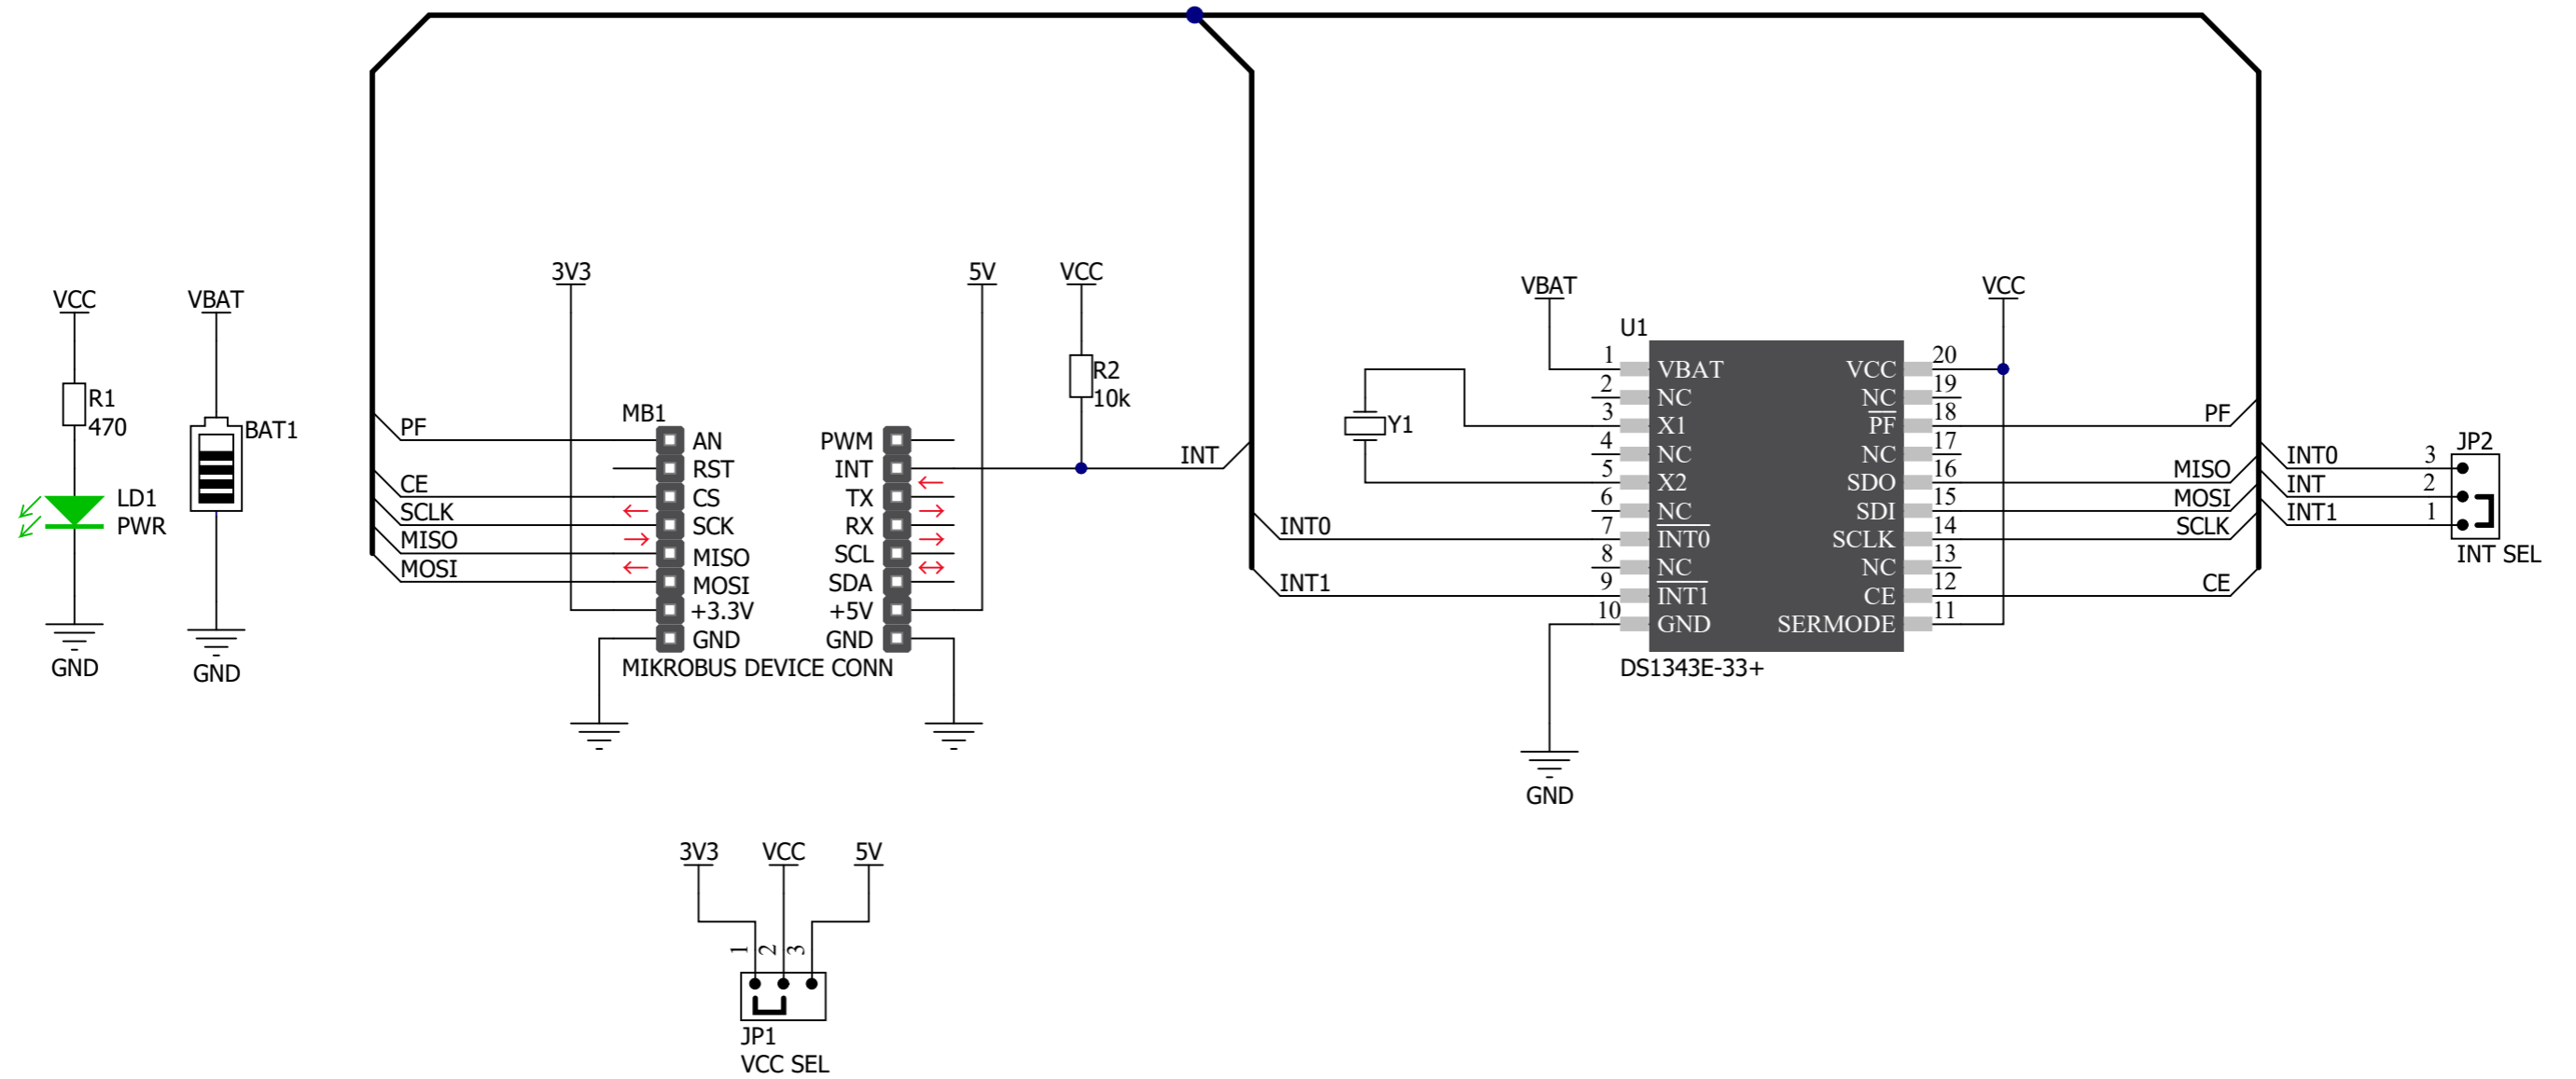 VCC
R1
470
LD1
PWR
GND
VBAT
BAT1
GND
PF
CE
SCLK
MISO
MOSI
3V3
MB1
AN
RST
CS
SCK
MISO
MOSI
+3.3V
GND
PWM
INT
TX
RX
SCL
SDA
+5V
GND
MIKROBUS DEVICE CONN
5V
VCC
R2
10k
INT
INT0
INT1
Y1
VBAT
U1
1 VBAT
2 NC
3 X1
4 NC
5 X2
6 NC
7 INT0
8 NC
9 INT1
10 GND
VCC 20
NC 19
PF 18
NC 17
SDO 16
SDI 15
SCLK 14
NC 13
CE 12
SERMODE 11
DS1343E-33+
GND
VCC
PF
MISO
MOSI
SCLK
CE
JP2
INT0 3
INT 2
INT1 1
INT SEL
3V3 VCC 5V
1 2 3
JP1
VCC SEL